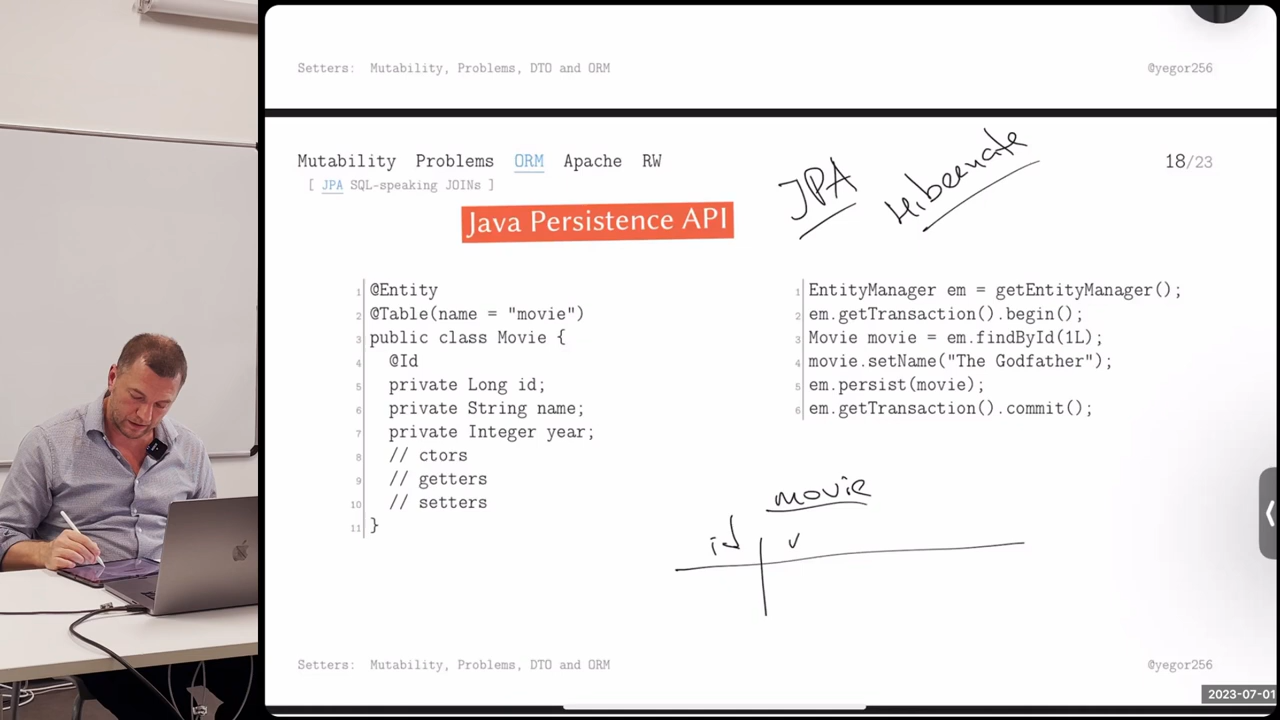 Setters: Mutability, Problems, DTO and ORM
@yegor256
Mutability Problems ORM Apache RW
18/23
[ JPA SQL-speaking JOINs ]
Java Persistence API
JPA
Hibernate
1 @Entity
2 @Table(name = "movie")
3 public class Movie {
4 @Id
5 private Long id;
6 private String name;
7 private Integer year;
8 // ctors
9 // getters
10 // setters
11 }
1 EntityManager em = getEntityManager();
2 em.getTransaction().begin();
3 Movie movie = em.findById(1L);
4 movie.setName("The Godfather");
5 em.persist(movie);
6 em.getTransaction().commit();
movie
id
Setters: Mutability, Problems, DTO and ORM
@yegor256
2023-07-01